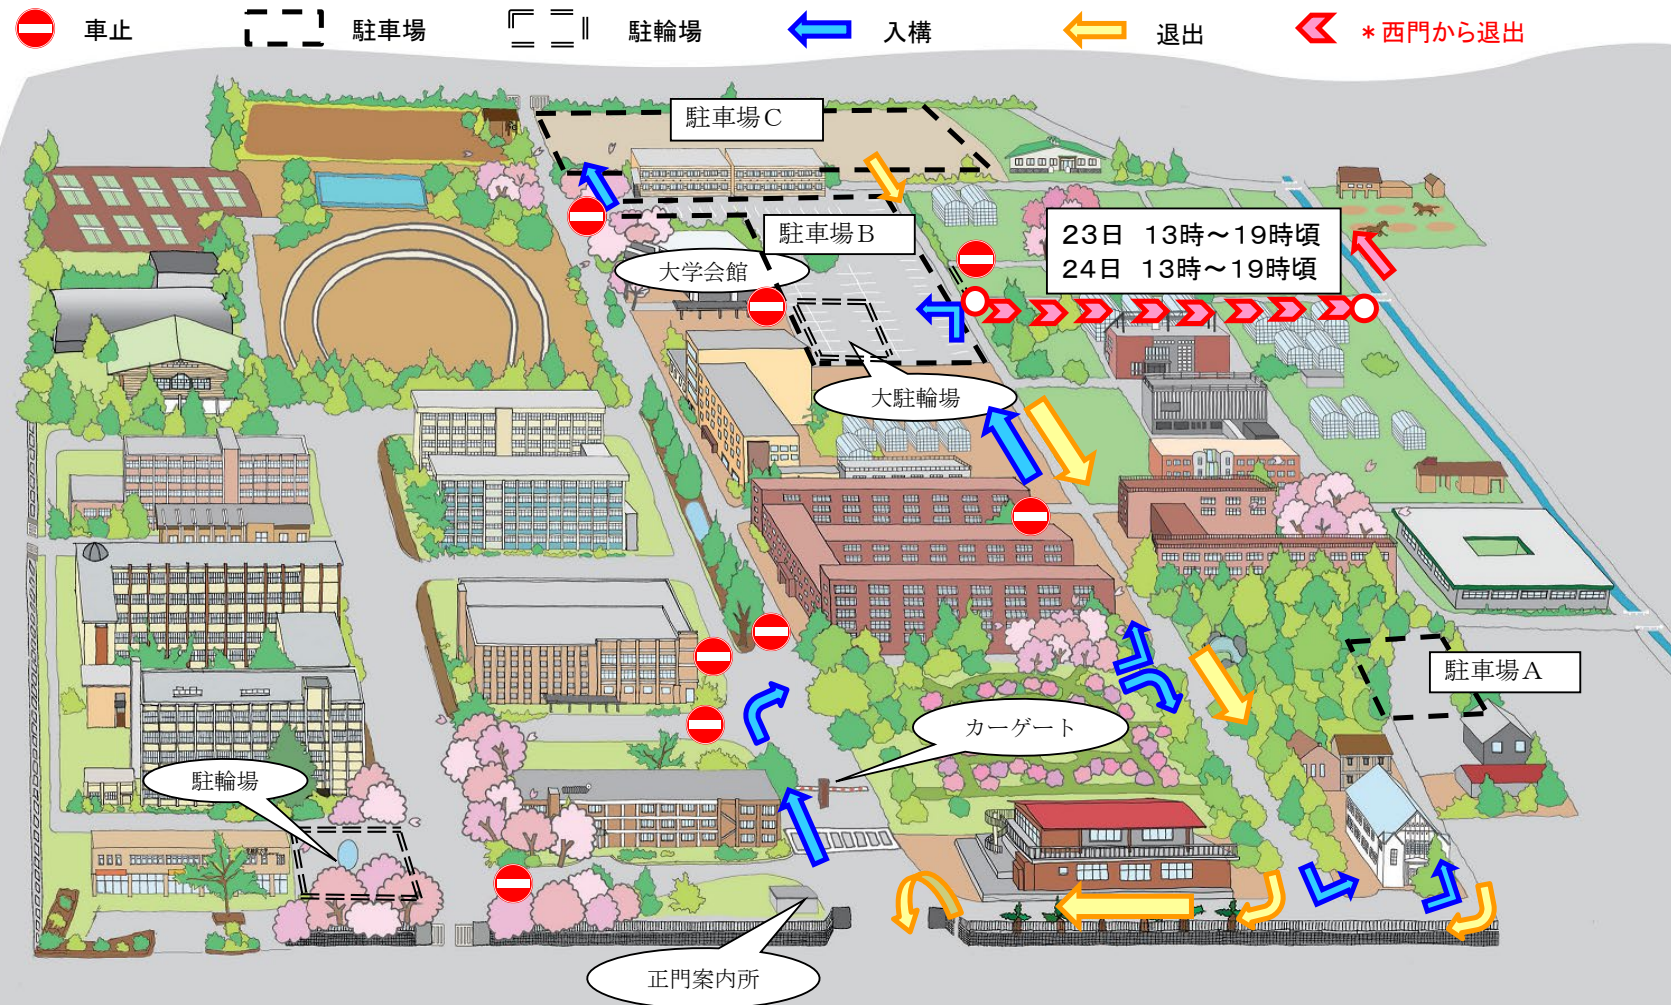 車止
駐車場
駐輪場
入構
退出
＊西門から退出
駐車場C
駐車場B
大学会館
23日 13時～19時頃
24日 13時～19時頃
大駐輪場
駐車場A
カーゲート
駐輪場
正門案内所